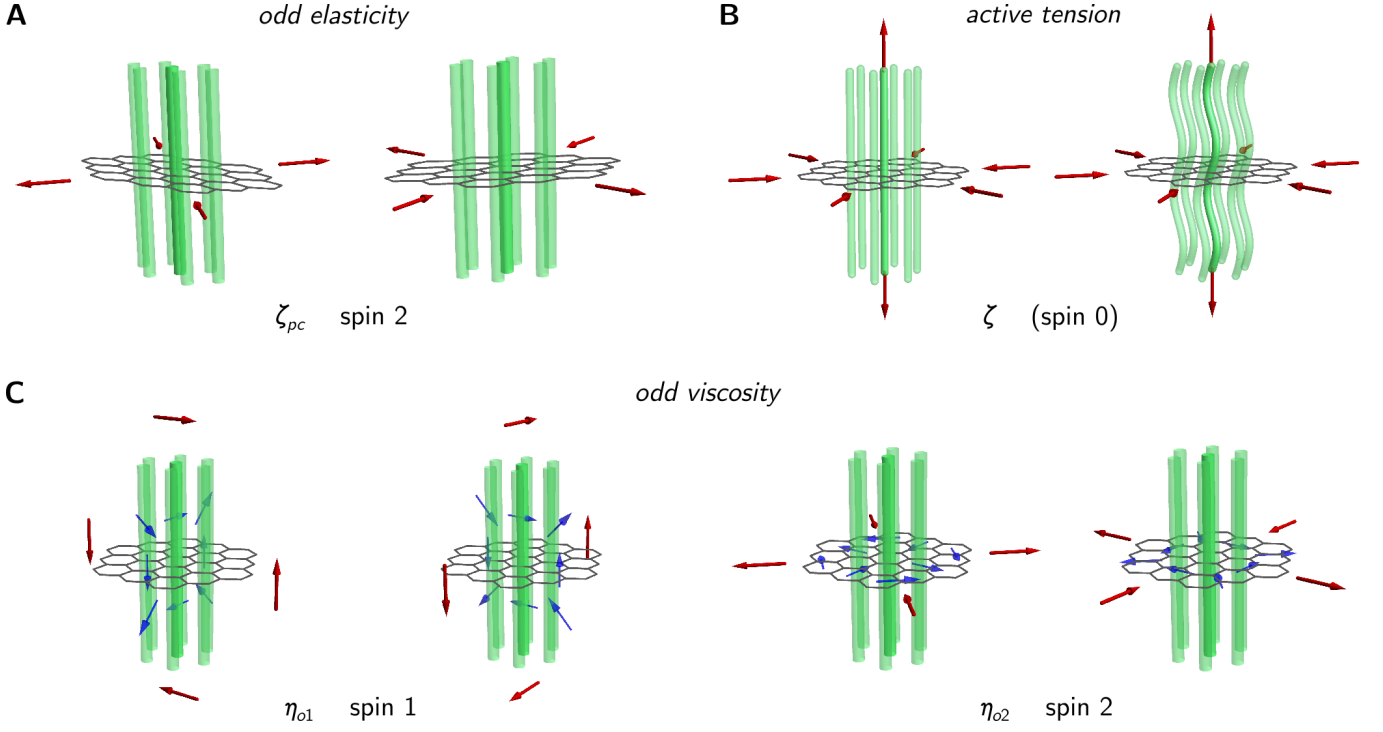 A
odd elasticity
B
active tension
ζpc spin 2
ζ (spin 0)
C
odd viscosity
ηo1 spin 1
ηo2 spin 2